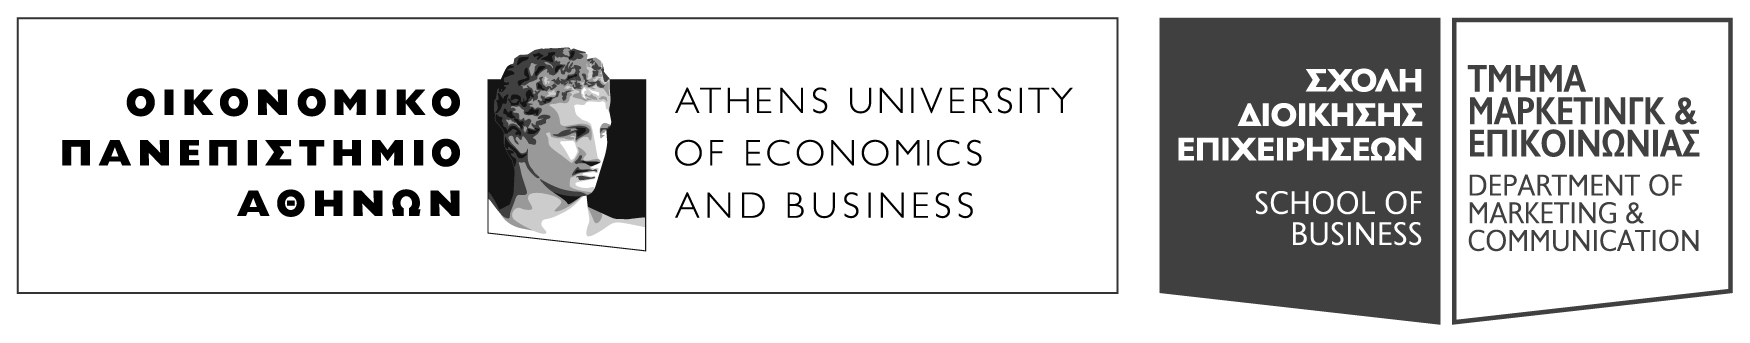 ΟΙΚΟΝΟΜΙΚΟ
ΠΑΝΕΠΙΣΤΗΜΙΟ
ΑΘΗΝΩΝ
ATHENS UNIVERSITY
OF ECONOMICS
AND BUSINESS
ΣΧΟΛΗ
ΔΙΟΙΚΗΣΗΣ
ΕΠΙΧΕΙΡΗΣΕΩΝ
SCHOOL OF
BUSINESS
ΤΜΗΜΑ
ΜΑΡΚΕΤΙΝΓΚ &
ΕΠΙΚΟΙΝΩΝΙΑΣ
DEPARTMENT OF
MARKETING &
COMMUNICATION